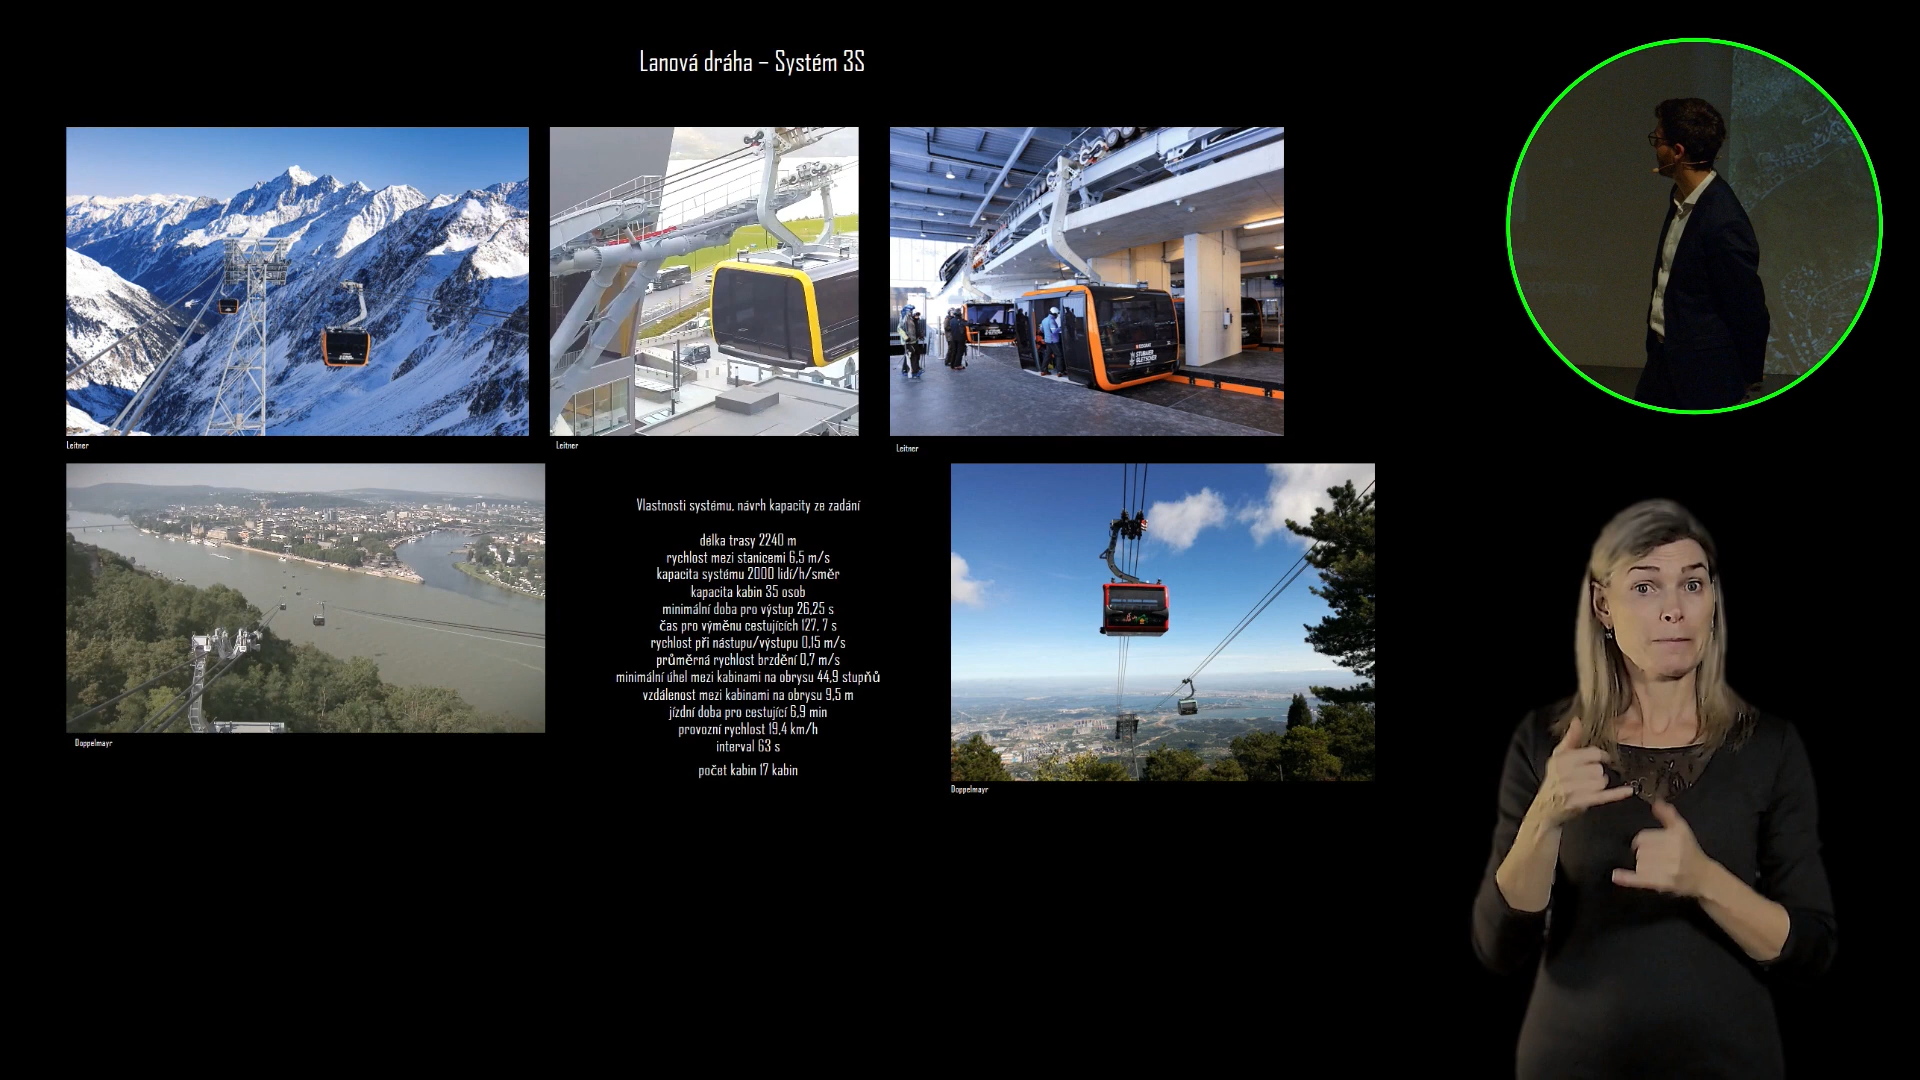 Lanová dráha – Systém 3S
Leitner
Leitner
STUBAIER
GLETSCHER
Leitner
Doppelmayr
Vlastnosti systému, návrh kapacity ze zadání
délka trasy 2240 m
rychlost mezi stanicemi 6,5 m/s
kapacita systému 2000 lidí/h/směr
kapacita kabin 35 osob
minimální doba pro výstup 26,25 s
čas pro výměnu cestujících 127, 7 s
rychlost při nástupu/výstupu 0,15 m/s
průměrná rychlost brzdění 0,7 m/s
minimální úhel mezi kabinami na obrysu 44,9 stupňů
vzdálenost mezi kabinami na obrysu 9,5 m
jízdní doba pro cestující 6,9 min
provozní rychlost 19,4 km/h
interval 63 s
počet kabin 17 kabin
Doppelmayr